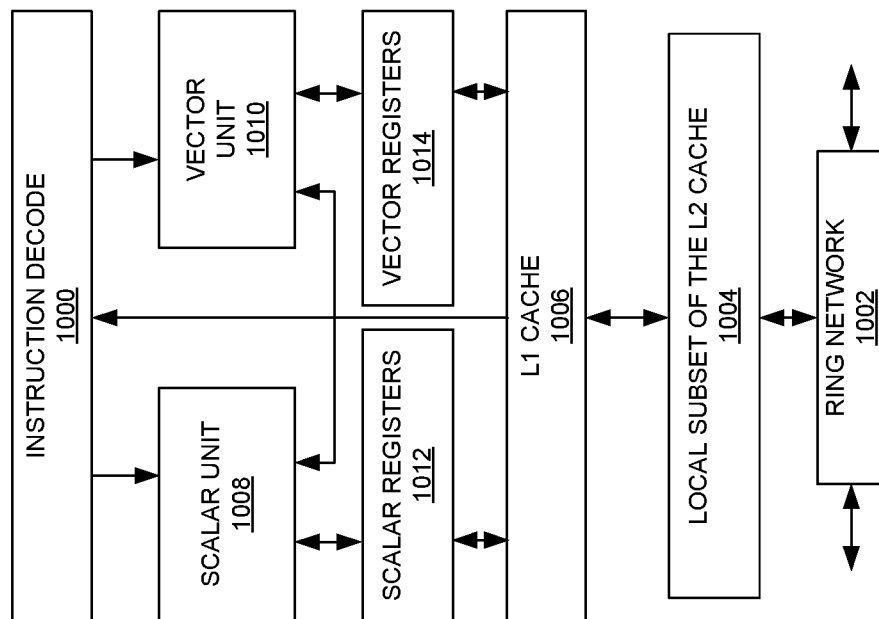 INSTRUCTION DECODE
1000
SCALAR UNIT
1008
VECTOR
UNIT
1010
SCALAR REGISTERS
1012
VECTOR REGISTERS
1014
L1 CACHE
1006
LOCAL SUBSET OF THE L2 CACHE
1004
RING NETWORK
1002